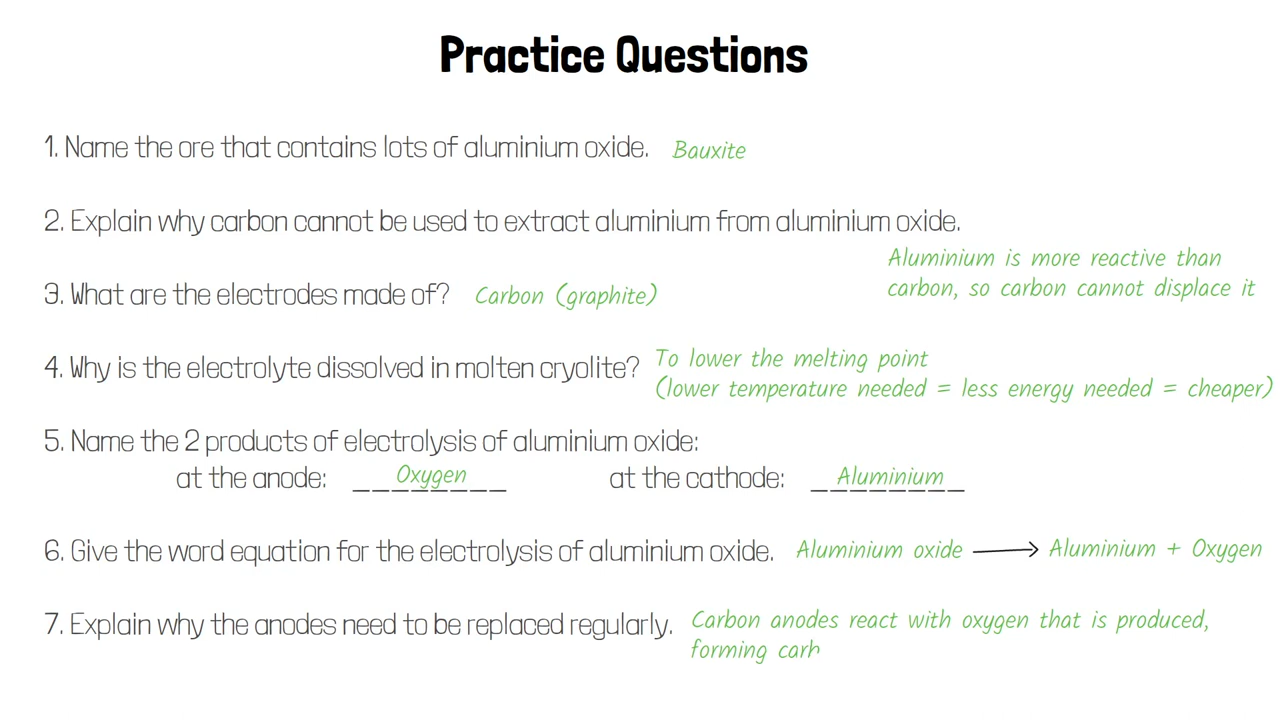 Practice Questions
1. Name the ore that contains lots of aluminium oxide. Bauxite
2. Explain why carbon cannot be used to extract aluminium from aluminium oxide.
Aluminium is more reactive than
carbon, so carbon cannot displace it
3. What are the electrodes made of? Carbon (graphite)
4. Why is the electrolyte dissolved in molten cryolite? To lower the melting point
(lower temperature needed = less energy needed = cheaper)
5. Name the 2 products of electrolysis of aluminium oxide:
at the anode: Oxygen at the cathode: Aluminium
6. Give the word equation for the electrolysis of aluminium oxide. Aluminium oxide → Aluminium + Oxygen
7. Explain why the anodes need to be replaced regularly. Carbon anodes react with oxygen that is produced,
forming